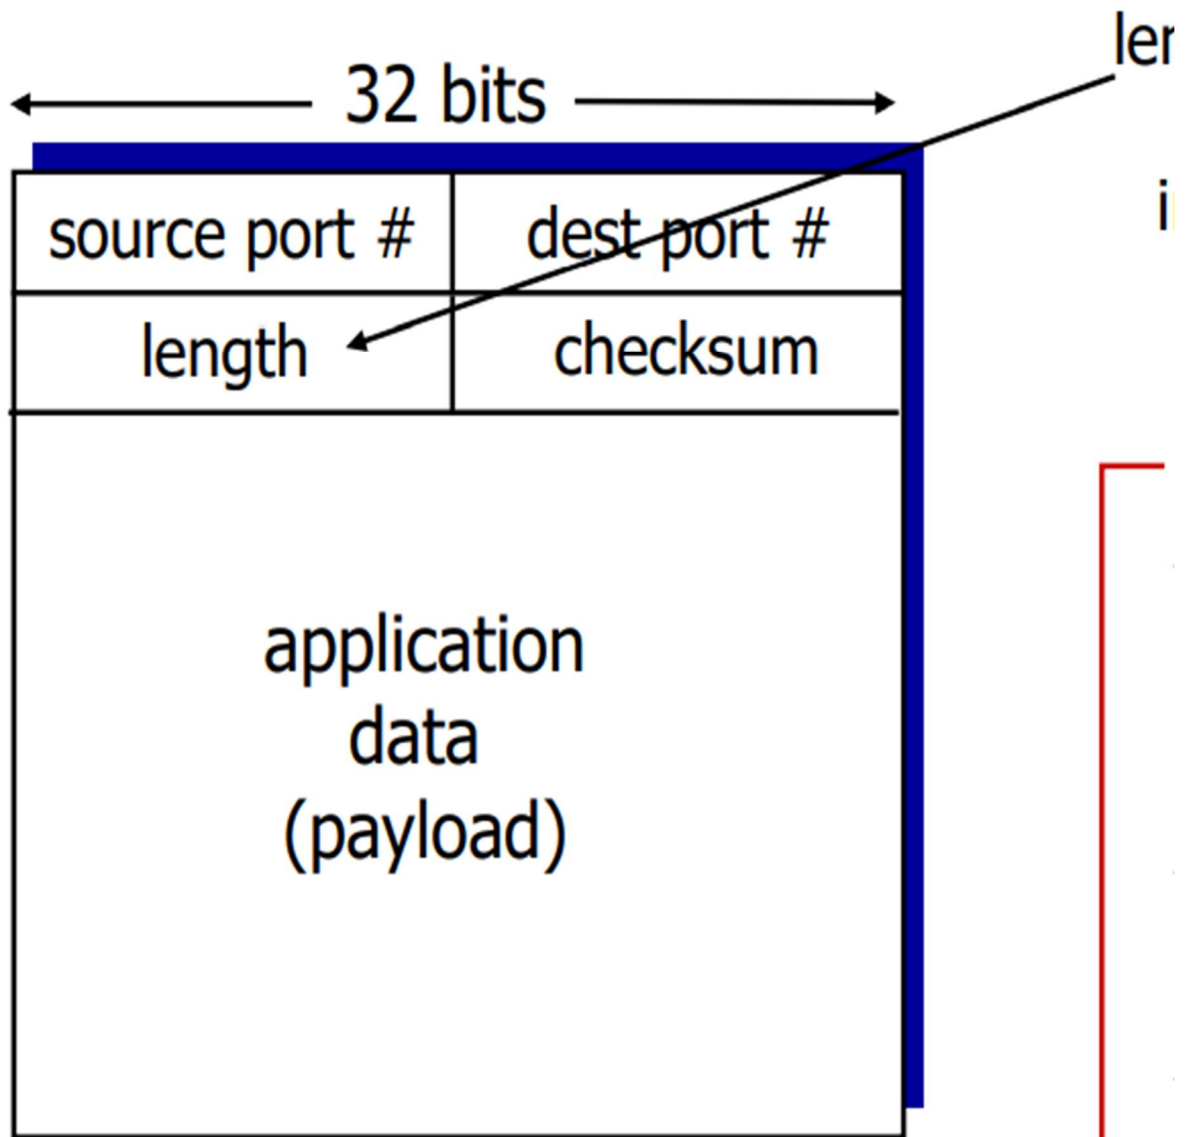 32 bits
source port #
dest port #
length
checksum
application
data
(payload)